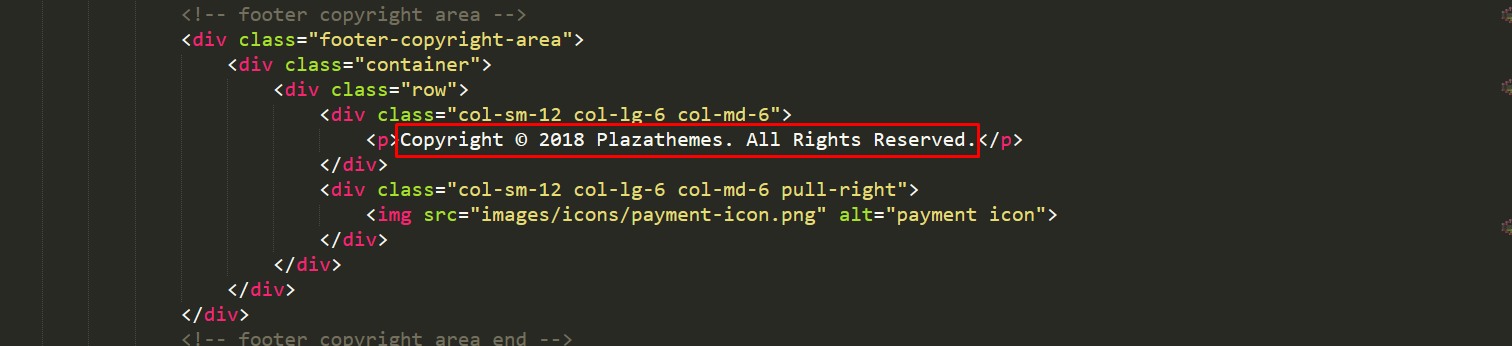 <!-- footer copyright area -->
<div class="footer-copyright-area">
<div class="container">
<div class="row">
<div class="col-sm-12 col-lg-6 col-md-6">
<p>Copyright © 2018 Plazathemes. All Rights Reserved.</p>
</div>
<div class="col-sm-12 col-lg-6 col-md-6 pull-right">
<img src="images/icons/payment-icon.png" alt="payment icon">
</div>
</div>
</div>
</div>
<!-- footer copyright area end -->